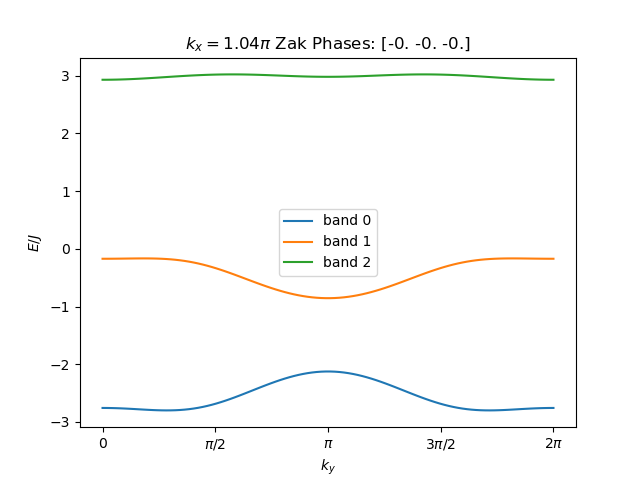 $k_x = 1.04\pi$ Zak Phases: [-0. -0. -0.]
E/J
3
2
1
0
−1
−2
−3
band 0
band 1
band 2
0
π/2
π
3π/2
2π
$k_y$